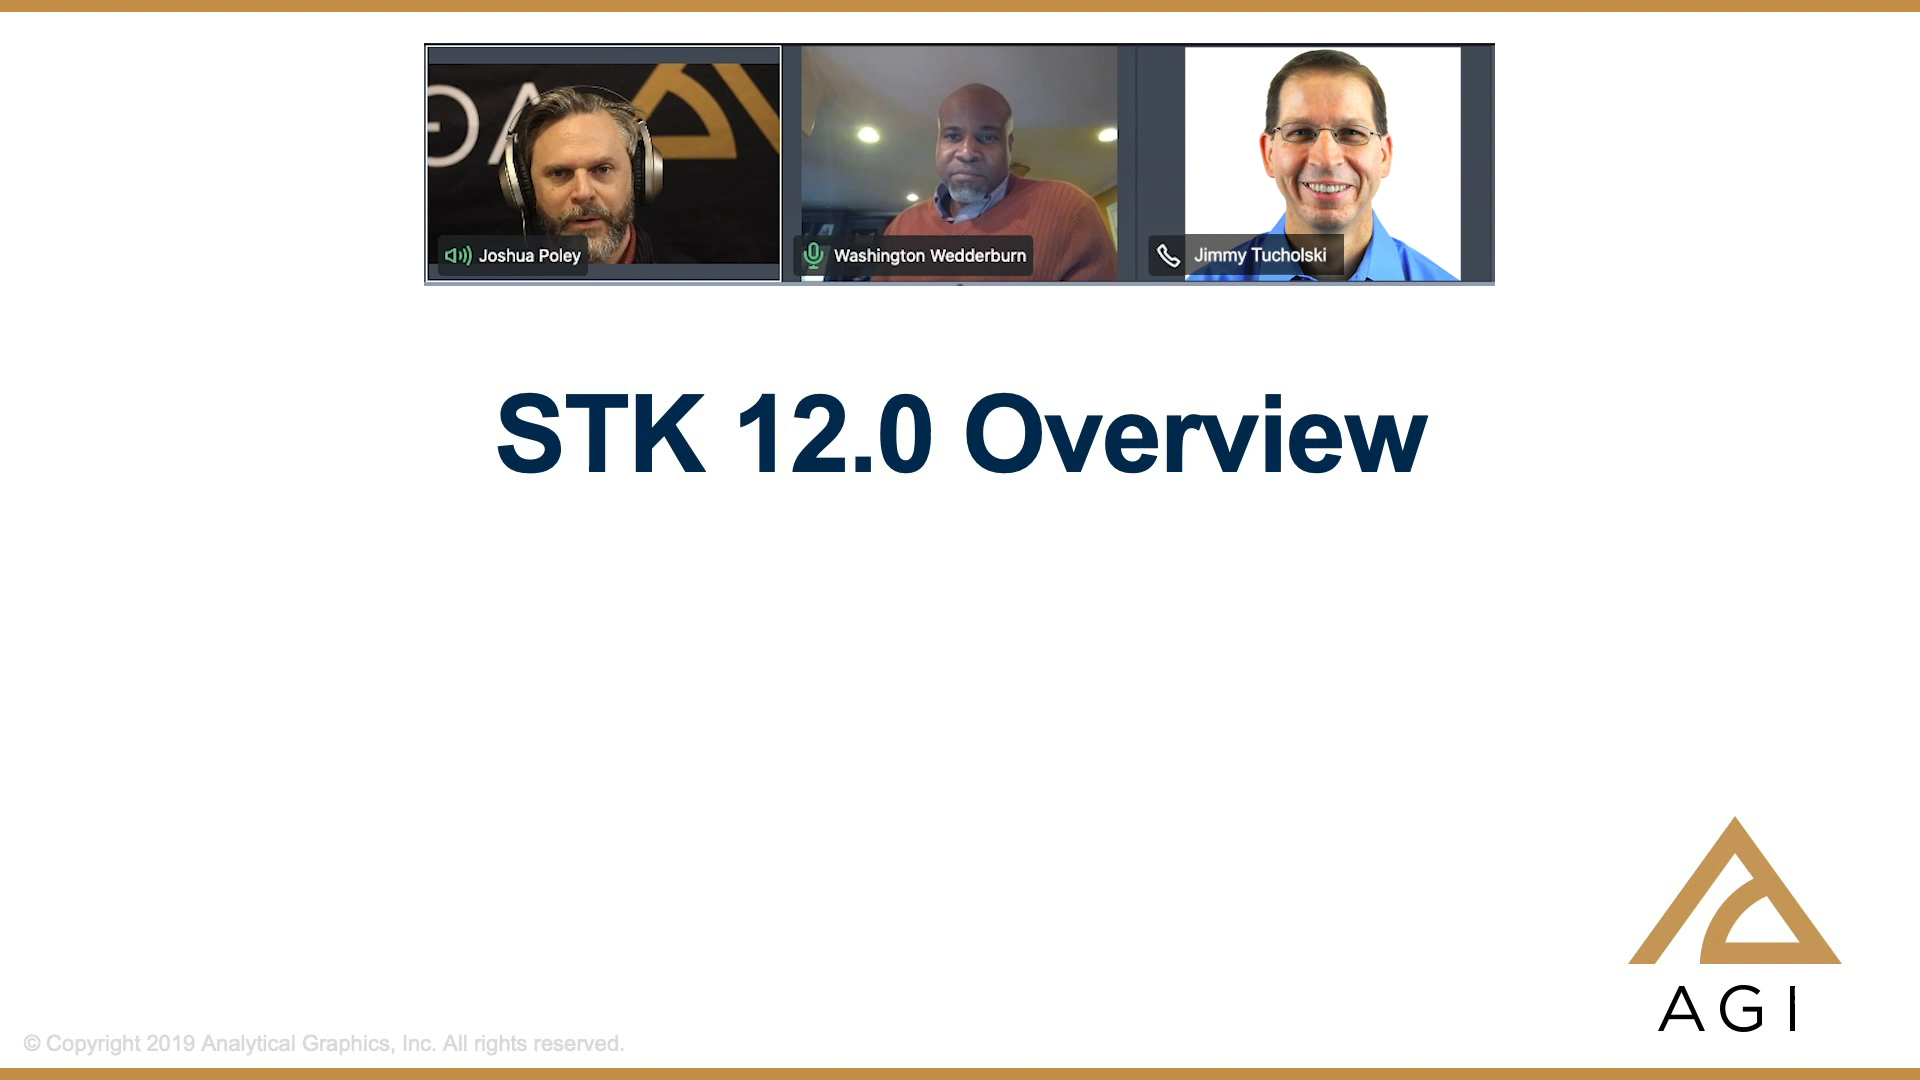 Joshua Poley
Washington Wedderburn
Jimmy Tucholski
STK 12.0 Overview
AGI
© Copyright 2019 Analytical Graphics, Inc. All rights reserved.